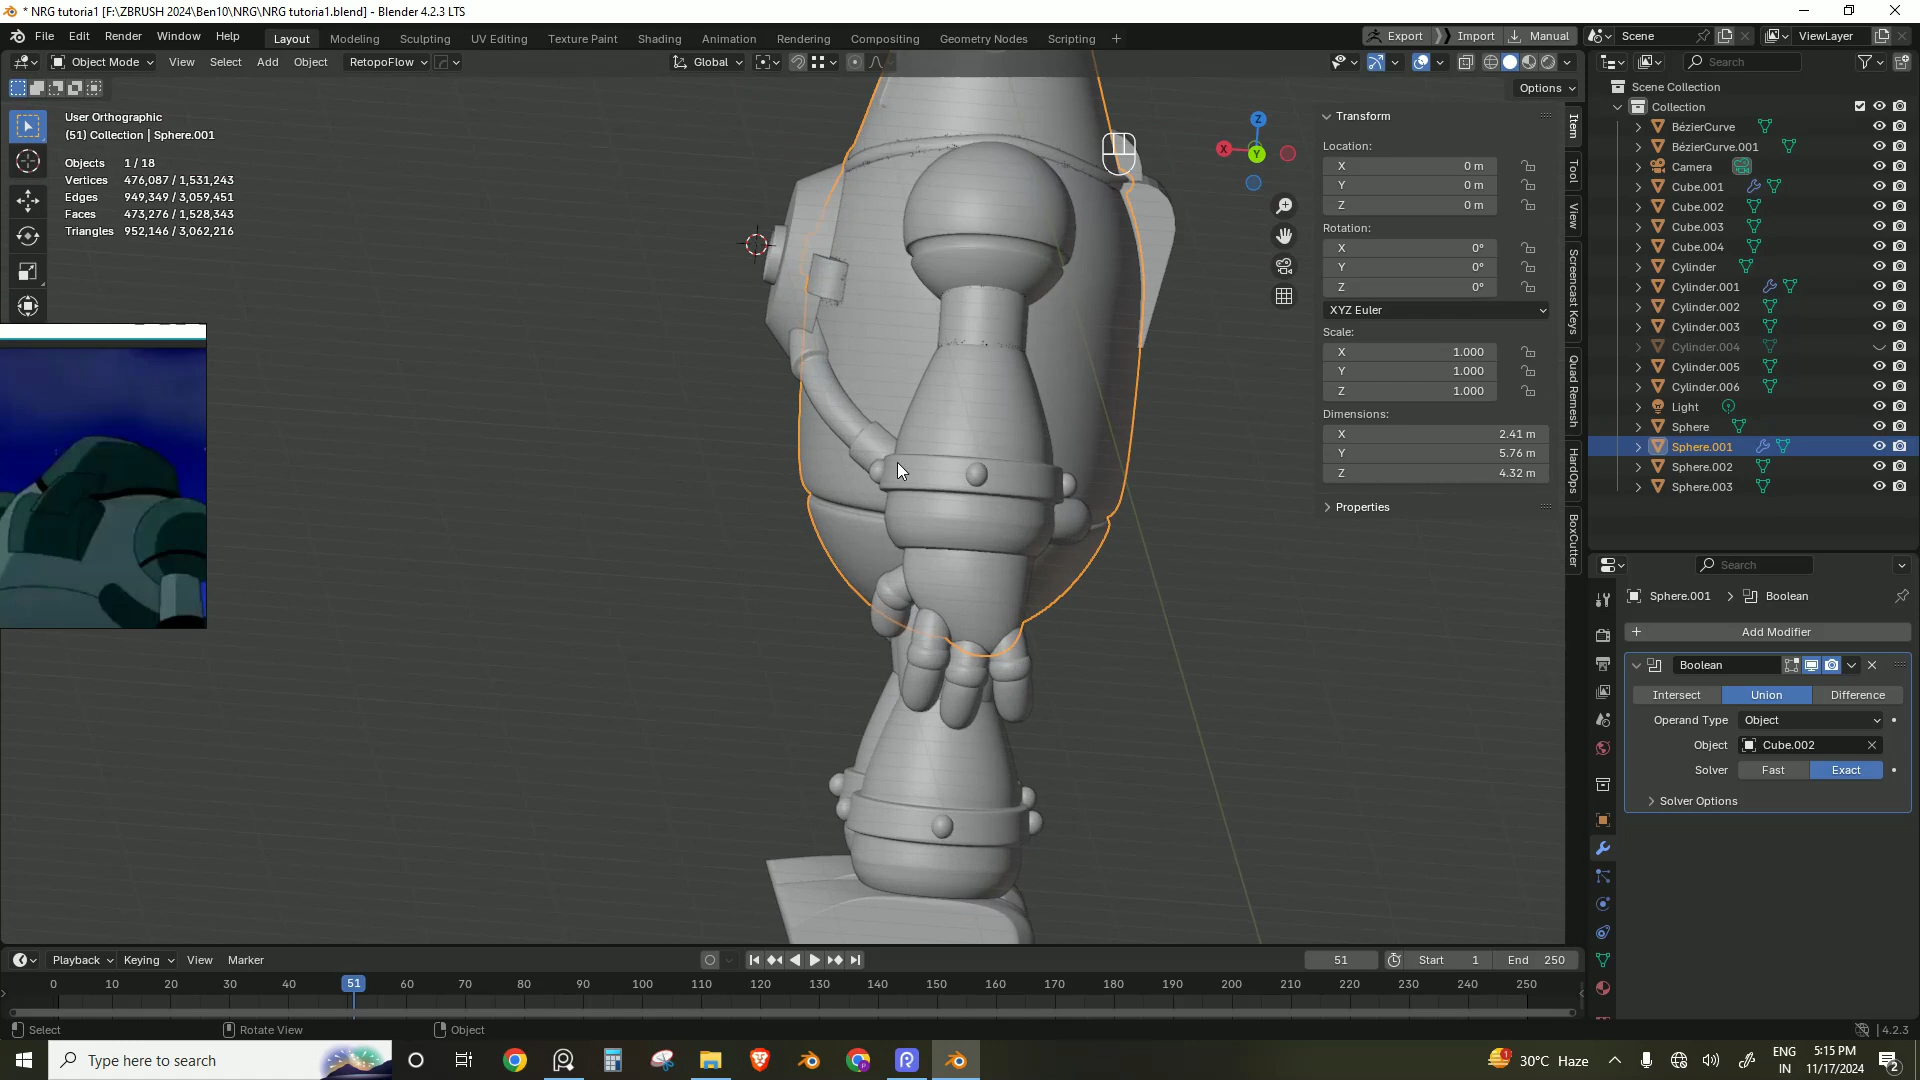 * NRG tutoria1 [F:\ZBRUSH 2024\Ben10\NRG\NRG tutoria1.blend] - Blender 4.2.3 LTS
File Edit Render Window Help Layout Modeling Sculpting UV Editing Texture Paint Shading Animation Rendering Compositing Geometry Nodes Scripting + Export Import Manual Scene ViewLayer
Object Mode View Select Add Object RetopoFlow Global Search
Options
User Orthographic
(51) Collection | Sphere.001
Objects 1 / 18
Vertices 476,087 / 1,531,243
Edges 949,349 / 3,059,451
Faces 473,276 / 1,528,343
Triangles 952,146 / 3,062,216
Z
X
Y
Transform
Location:
X 0 m
Y 0 m
Z 0 m
Rotation:
X 0°
Y 0°
Z 0°
XYZ Euler
Scale:
X 1.000
Y 1.000
Z 1.000
Dimensions:
X 2.41 m
Y 5.76 m
Z 4.32 m
Properties
Item
Tool
View
Screencast Keys
Quad Remesh
HardOps
BoxCutter
Scene Collection
Collection
BézierCurve
BézierCurve.001
Camera
Cube.001
Cube.002
Cube.003
Cube.004
Cylinder
Cylinder.001
Cylinder.002
Cylinder.003
Cylinder.004
Cylinder.005
Cylinder.006
Light
Sphere
Sphere.001
Sphere.002
Sphere.003
Search
Sphere.001 > Boolean
+ Add Modifier
Boolean
Intersect Union Difference
Operand Type Object
Object Cube.002
Solver Fast Exact
Solver Options
Playback Keying View Marker 51 Start 1 End 250
0 10 20 30 40 51 60 70 80 90 100 110 120 130 140 150 160 170 180 190 200 210 220 230 240 250
Select Rotate View Object 4.2.3
Type here to search
30°C Haze
ENG
IN
5:15 PM
11/17/2024
2